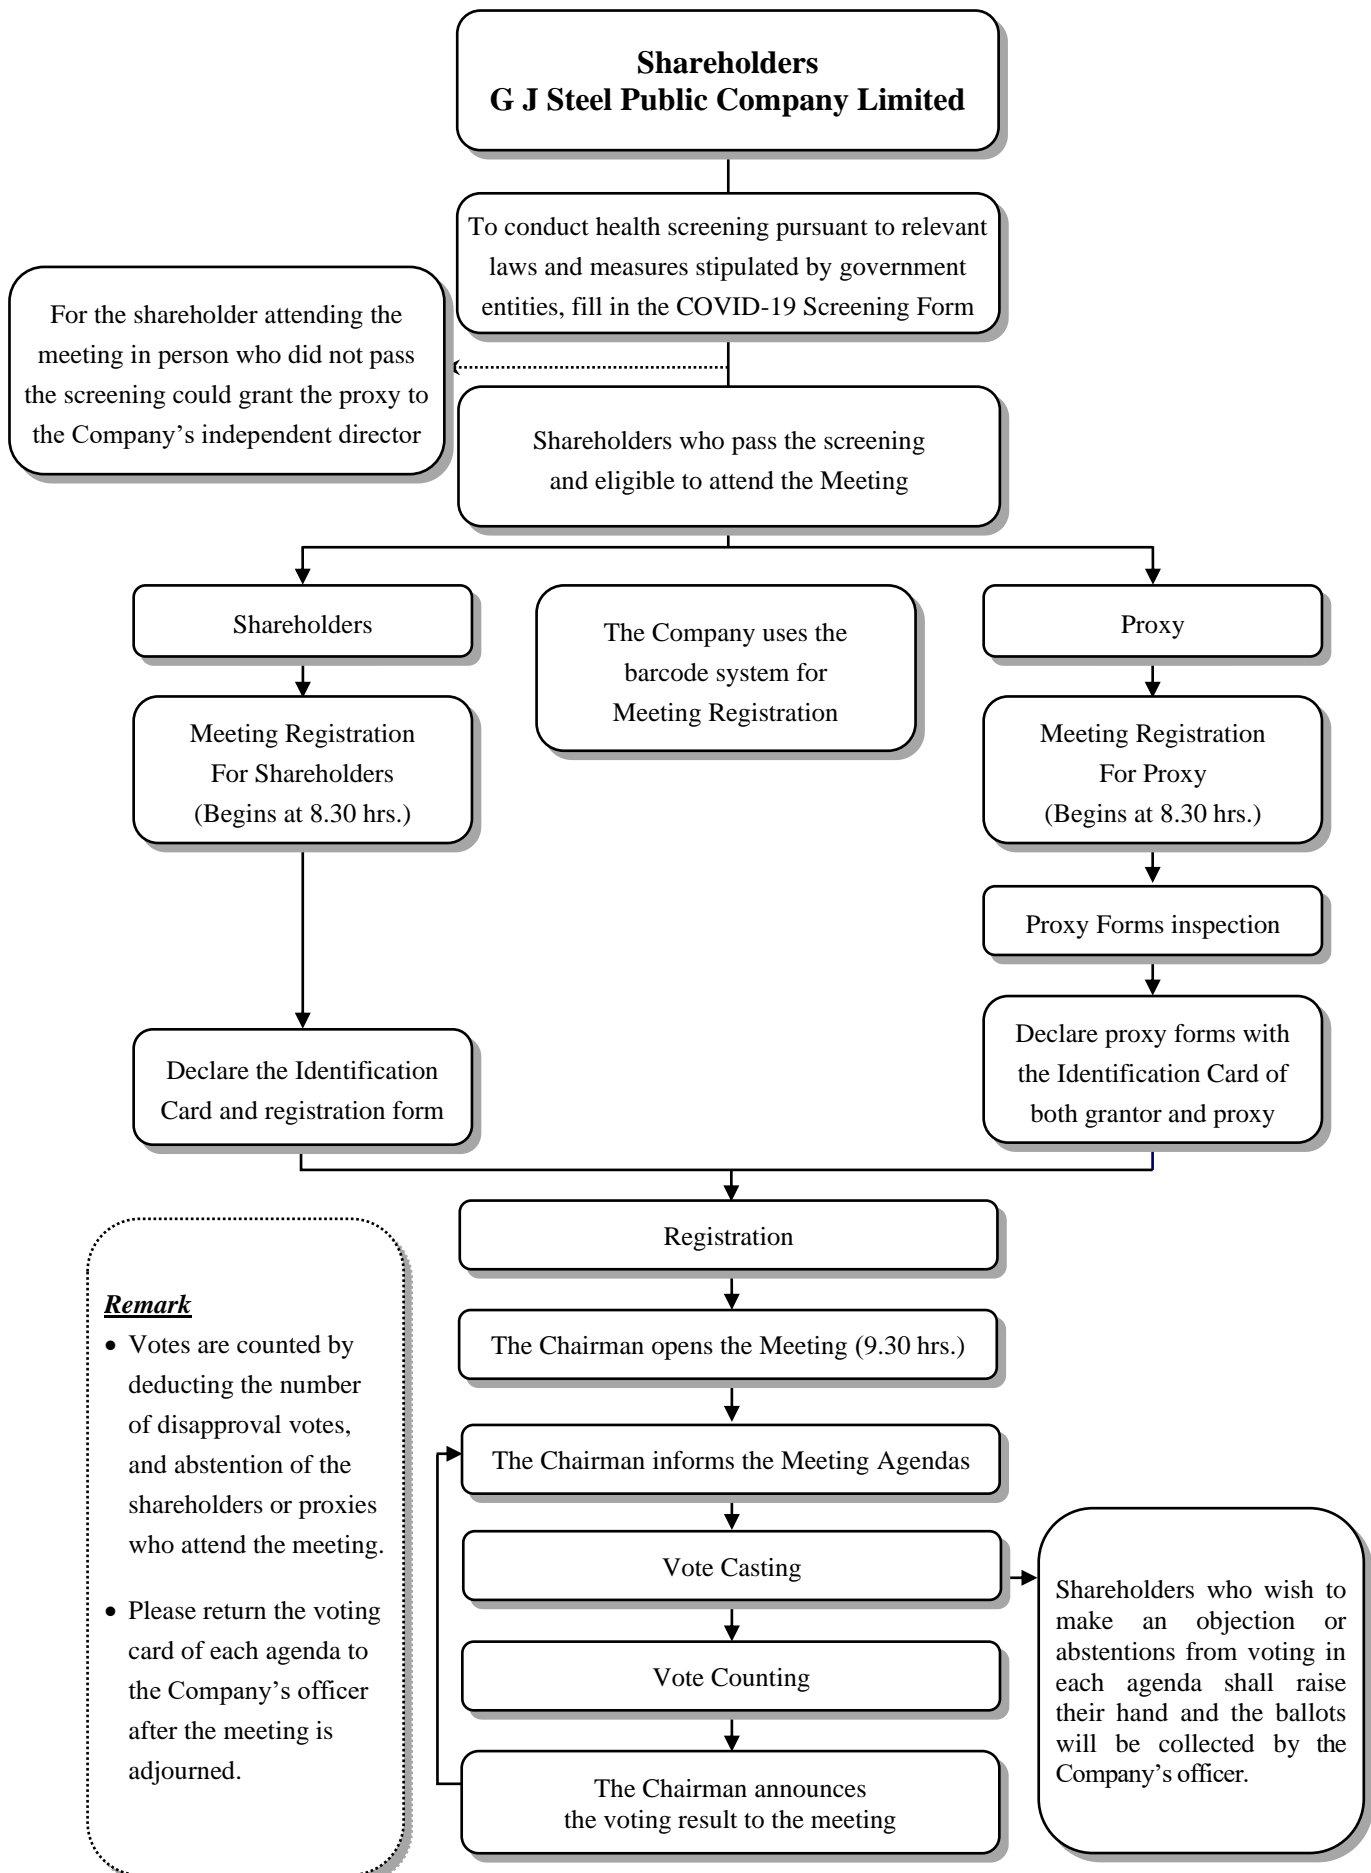 Shareholders
G J Steel Public Company Limited
To conduct health screening pursuant to relevant
laws and measures stipulated by government
entities, fill in the COVID-19 Screening Form
For the shareholder attending the
meeting in person who did not pass
the screening could grant the proxy to
the Company’s independent director
Shareholders who pass the screening
and eligible to attend the Meeting
Shareholders
The Company uses the
barcode system for
Meeting Registration
Proxy
Meeting Registration
For Shareholders
(Begins at 8.30 hrs.)
Meeting Registration
For Proxy
(Begins at 8.30 hrs.)
Proxy Forms inspection
Declare the Identification
Card and registration form
Declare proxy forms with
the Identification Card of
both grantor and proxy
Registration
The Chairman opens the Meeting (9.30 hrs.)
The Chairman informs the Meeting Agendas
Vote Casting
Vote Counting
The Chairman announces
the voting result to the meeting
Remark
• Votes are counted by
deducting the number
of disapproval votes,
and abstention of the
shareholders or proxies
who attend the meeting.
• Please return the voting
card of each agenda to
the Company’s officer
after the meeting is
adjourned.
Shareholders who wish to
make an objection or
abstentions from voting in
each agenda shall raise
their hand and the ballots
will be collected by the
Company’s officer.